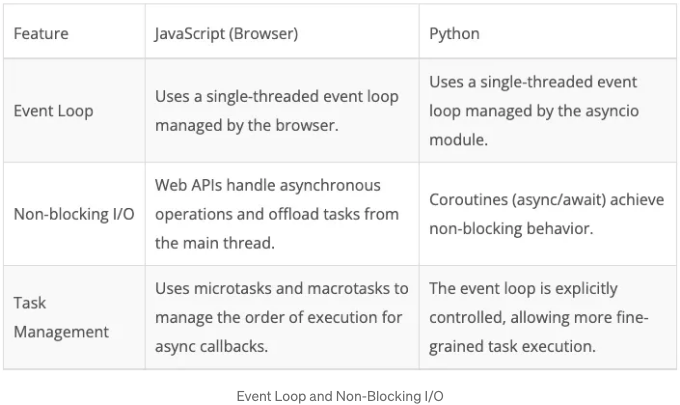 Feature
JavaScript (Browser)
Python
Event Loop
Uses a single-threaded event loop
managed by the browser.
Uses a single-threaded event
loop managed by the asyncio
module.
Non-blocking I/O
Web APIs handle asynchronous
operations and offload tasks from
the main thread.
Coroutines (async/await) achieve
non-blocking behavior.
Task
Management
Uses microtasks and macrotasks to
manage the order of execution for
async callbacks.
The event loop is explicitly
controlled, allowing more fine-
grained task execution.
Event Loop and Non-Blocking I/O